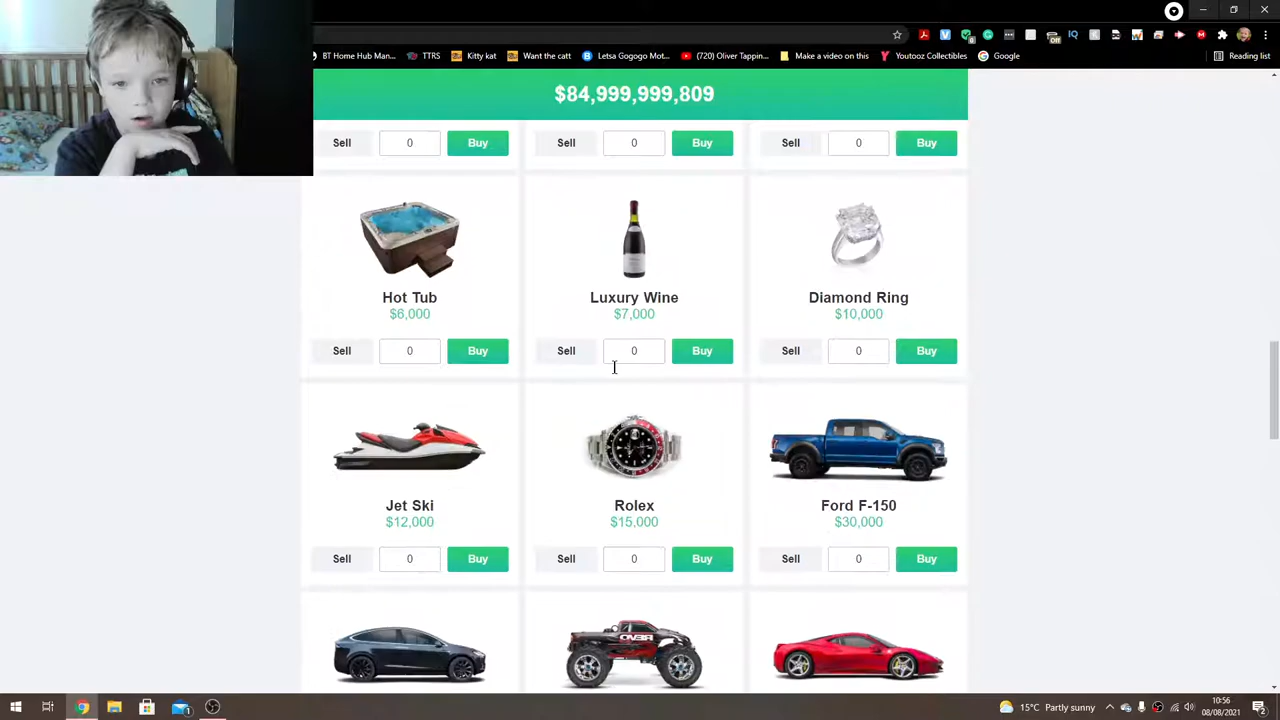 BT Home Hub Man...
TTRS
Kitty kat
Want the catt
Letsa Gogogo Mot...
(720) Oliver Tappin...
Make a video on this
Youtooz Collectibles
Google
Reading list
$84,999,999,809
Sell 0 Buy
Sell 0 Buy
Sell 0 Buy
Hot Tub
$6,000
Sell 0 Buy
Luxury Wine
$7,000
Sell 0 Buy
Diamond Ring
$10,000
Sell 0 Buy
Jet Ski
$12,000
Sell 0 Buy
Rolex
$15,000
Sell 0 Buy
Ford F-150
$30,000
Sell 0 Buy
15°C Partly sunny
10:56
08/08/2021